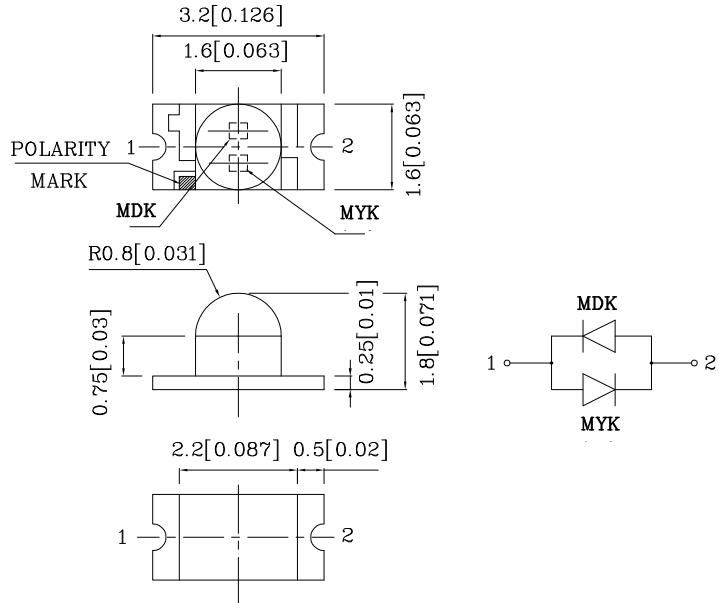 3.2[0.126]
1.6[0.063]
1
2
POLARITY
MARK
1.6[0.063]
MDK
MYK
R0.8[0.031]
0.75[0.03]
0.25[0.01]
1.8[0.071]
MDK
1
2
MYK
2.2[0.087]
0.5[0.02]
1
2